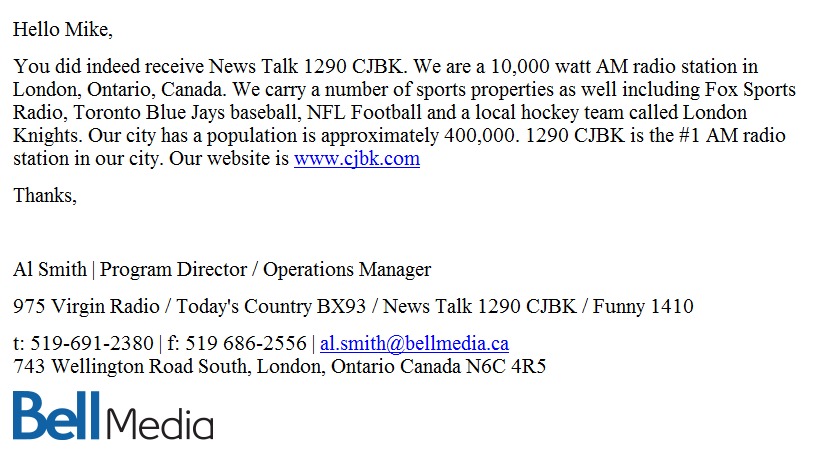 Hello Mike,
You did indeed receive News Talk 1290 CJBK. We are a 10,000 watt AM radio station in
London, Ontario, Canada. We carry a number of sports properties as well including Fox Sports
Radio, Toronto Blue Jays baseball, NFL Football and a local hockey team called London
Knights. Our city has a population is approximately 400,000. 1290 CJBK is the #1 AM radio
station in our city. Our website is www.cjbk.com
Thanks,
Al Smith | Program Director / Operations Manager
975 Virgin Radio / Today's Country BX93 / News Talk 1290 CJBK / Funny 1410
t: 519-691-2380 | f: 519 686-2556 | al.smith@bellmedia.ca
743 Wellington Road South, London, Ontario Canada N6C 4R5
Bell Media